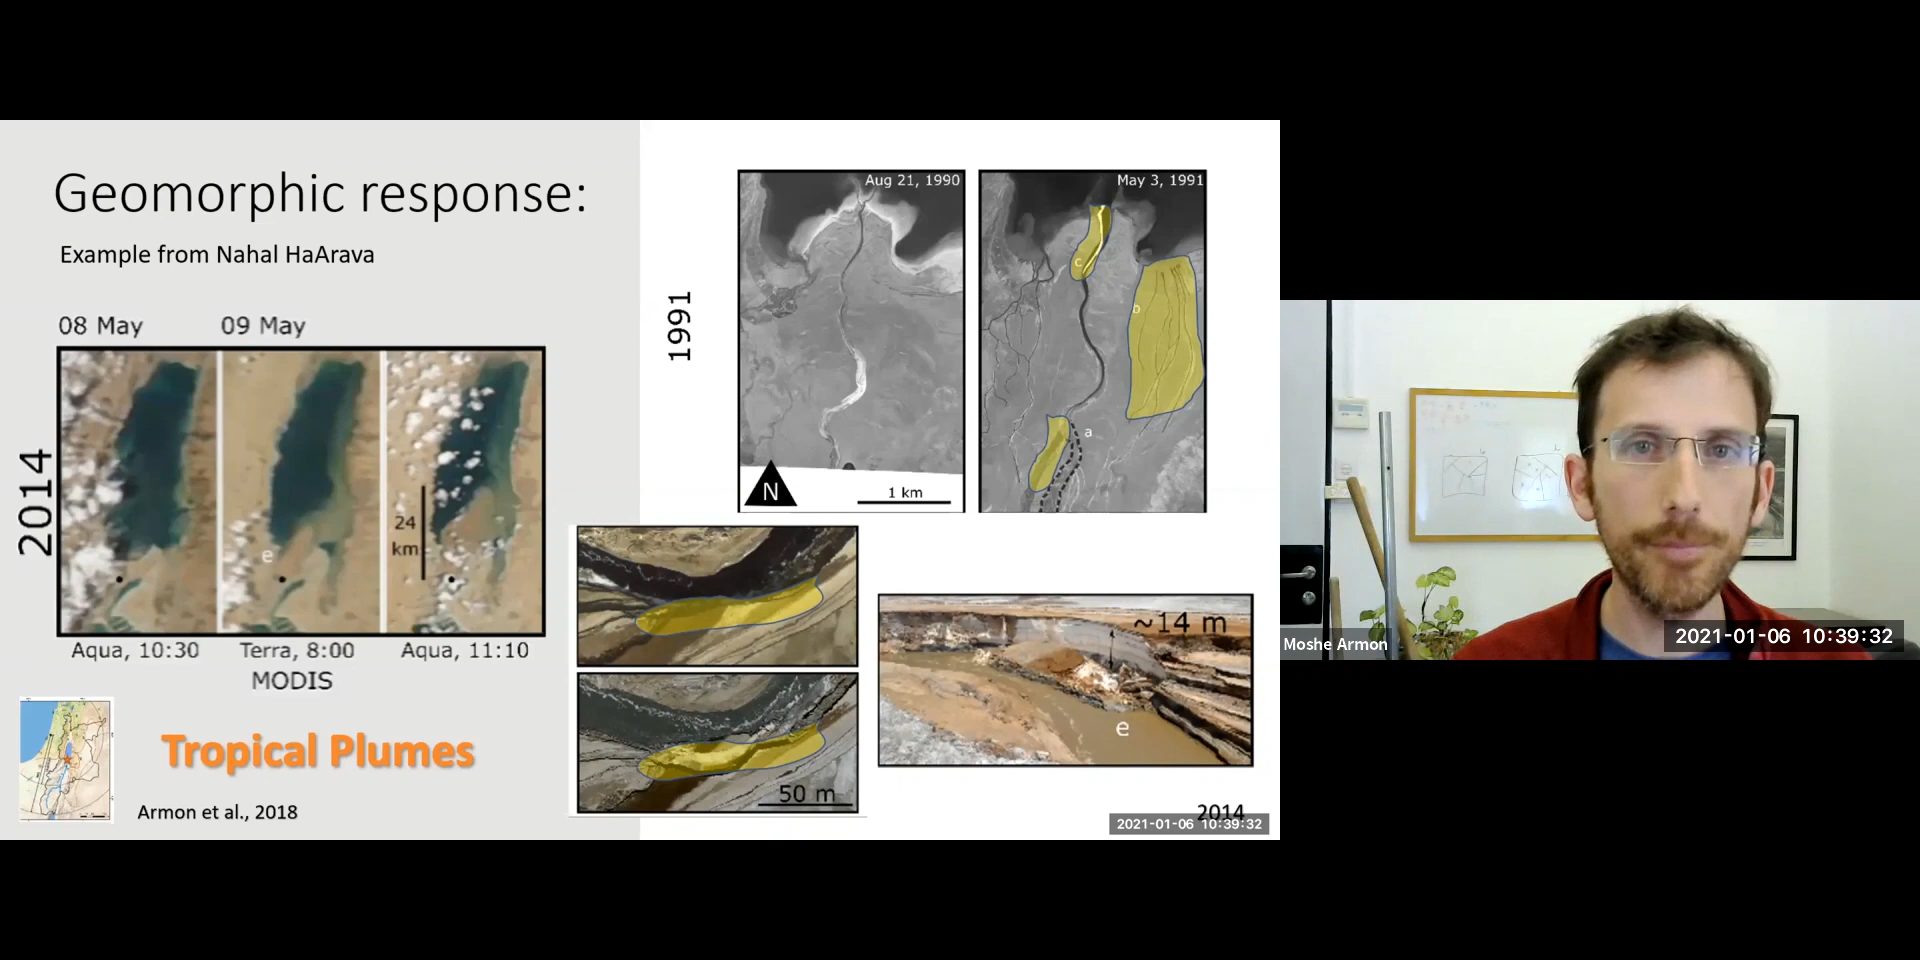 Geomorphic response:
Example from Nahal HaArava
08 May
09 May
2014
e
24
km
Aqua, 10:30
Terra, 8:00
Aqua, 11:10
MODIS
Tropical Plumes
Armon et al., 2018
1991
Aug 21, 1990
N
1 km
May 3, 1991
c
b
a
50 m
~14 m
e
2014
2021-01-06 10:39:32
Moshe Armon
2021-01-06 10:39:32